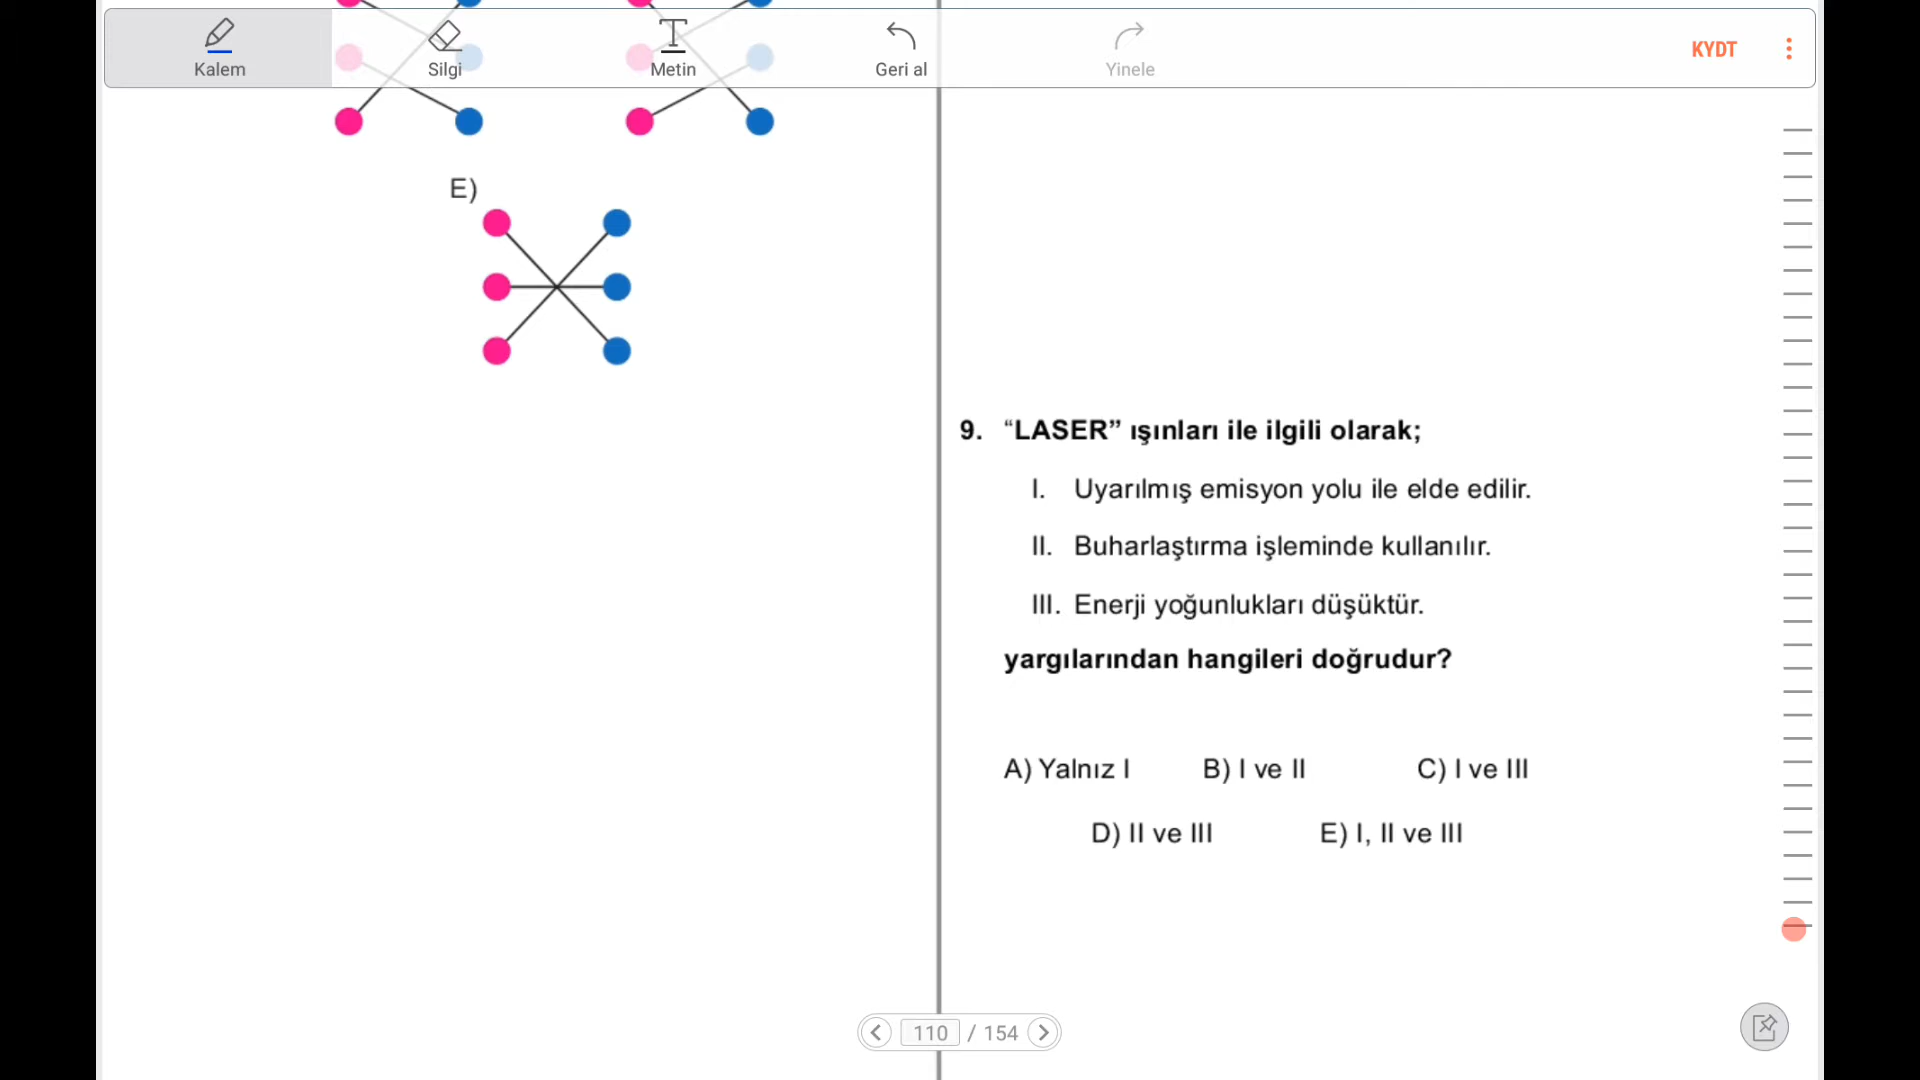 Kalem
Silgi
Metin
Geri al
Yinele
KYDT
E)
9. “LASER” ışınları ile ilgili olarak;
I. Uyarılmış emisyon yolu ile elde edilir.
II. Buharlaştırma işleminde kullanılır.
III. Enerji yoğunlukları düşüktür.
yargılarından hangileri doğrudur?
A) Yalnız I B) I ve II C) I ve III
D) II ve III E) I, II ve III
110 / 154